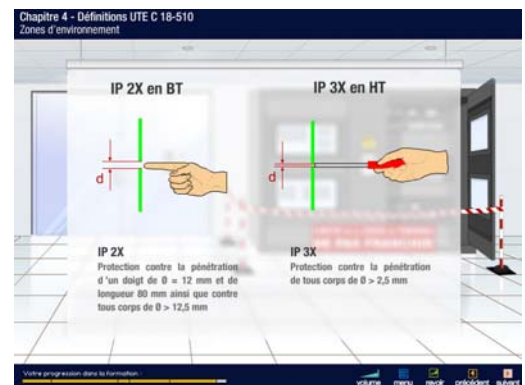 Chapitre 4 - Définitions UTE C 18-510
Zones d'environnement
IP 2X en BT
IP 3X en HT
d
d
IP 2X
Protection contre la pénétration
d'un doigt de Ø = 12 mm et de
longueur 80 mm ainsi que contre
tous corps de Ø > 12,5 mm
IP 3X
Protection contre la pénétration
de tous corps de Ø > 2,5 mm
NE PAS FRANCHIR
Votre progression dans la formation :
volume menu revoir précédent suivant